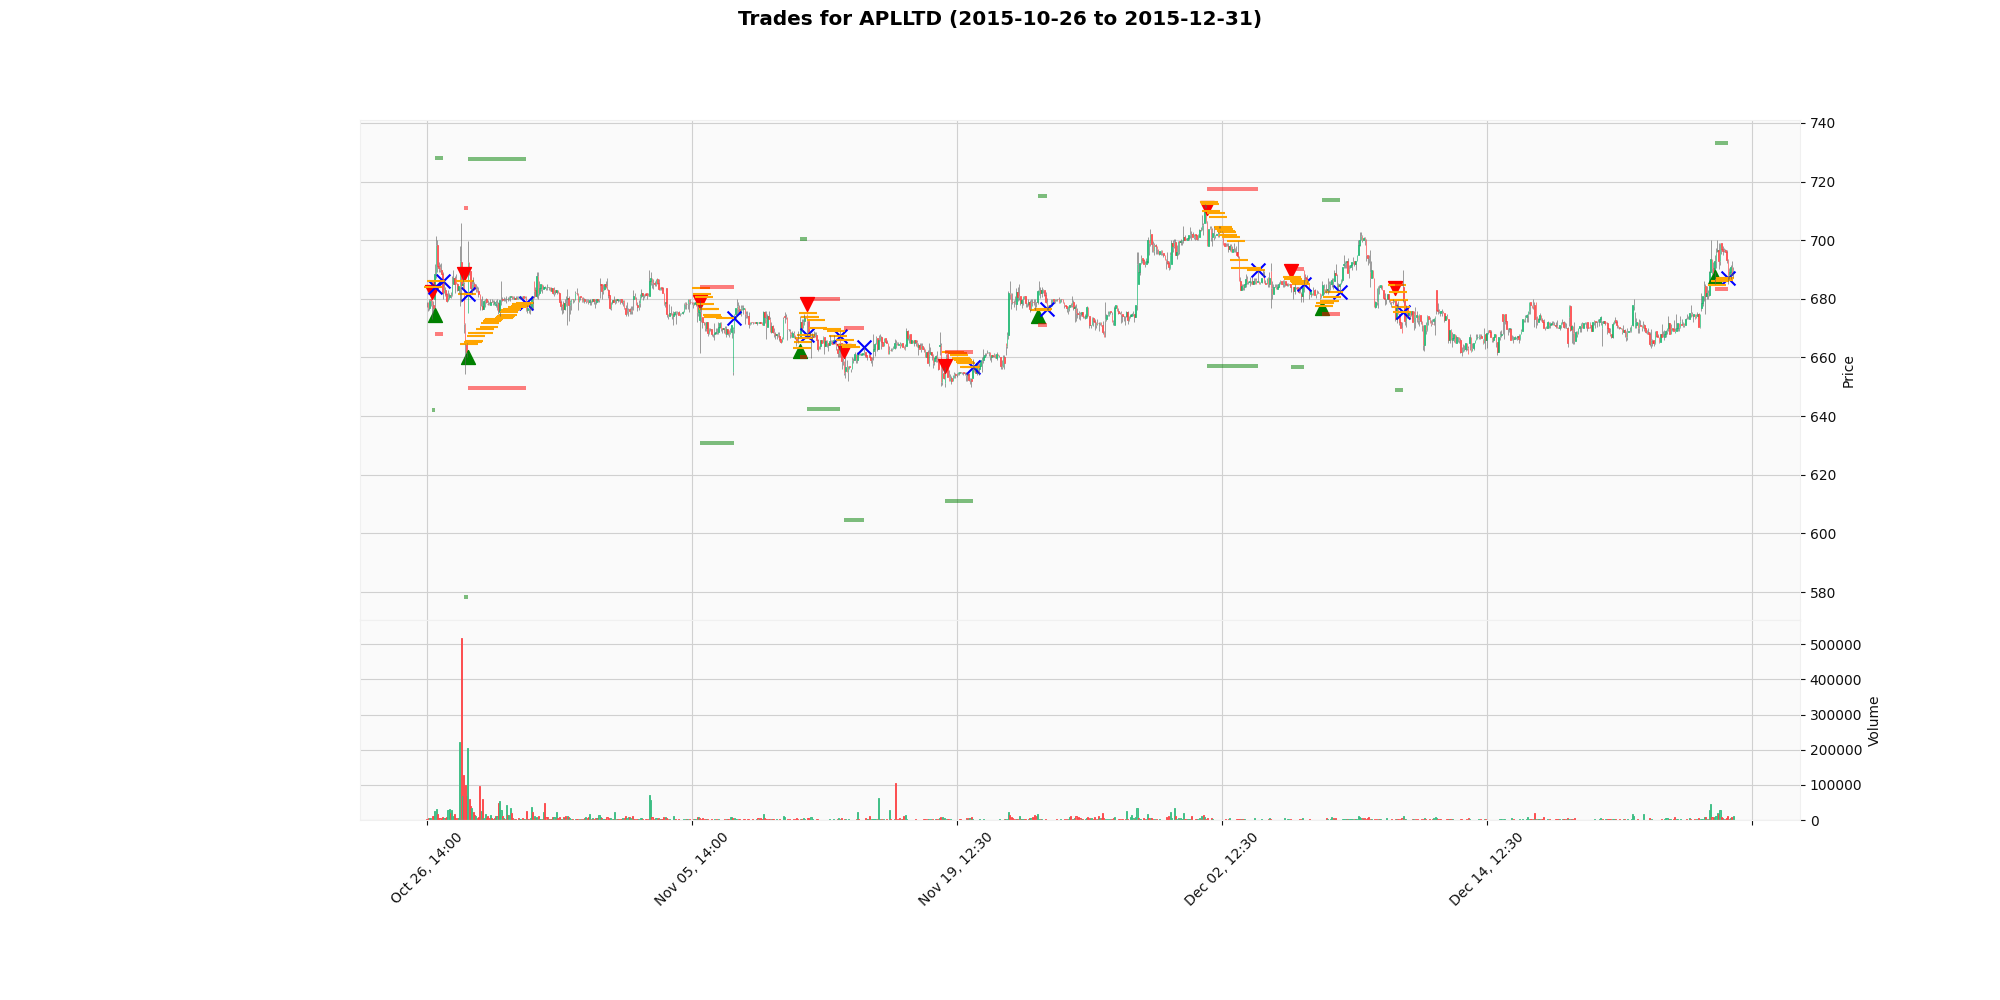 Trades for APLLTD (2015-10-26 to 2015-12-31)
740
720
700
680
660
640
620
600
580
Price
500000
400000
300000
200000
100000
0
Volume
Oct 26, 14:00
Nov 05, 14:00
Nov 19, 12:30
Dec 02, 12:30
Dec 14, 12:30